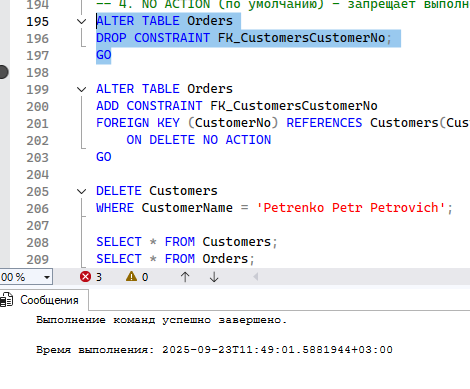 194 -- 4. NO ACTION (по умолчанию) – запрещает выполн
195 ALTER TABLE Orders
196 DROP CONSTRAINT FK_CustomersCustomerNo;
197 GO
198
199 ALTER TABLE Orders
200 ADD CONSTRAINT FK_CustomersCustomerNo
201 FOREIGN KEY (CustomerNo) REFERENCES Customers(Cus
202 ON DELETE NO ACTION
203 GO
204
205 DELETE Customers
206 WHERE CustomerName = 'Petrenko Petr Petrovich';
207
208 SELECT * FROM Customers;
209 SELECT * FROM Orders;
00 % 3 0
Сообщения
Выполнение команд успешно завершено.
Время выполнения: 2025-09-23T11:49:01.5881944+03:00